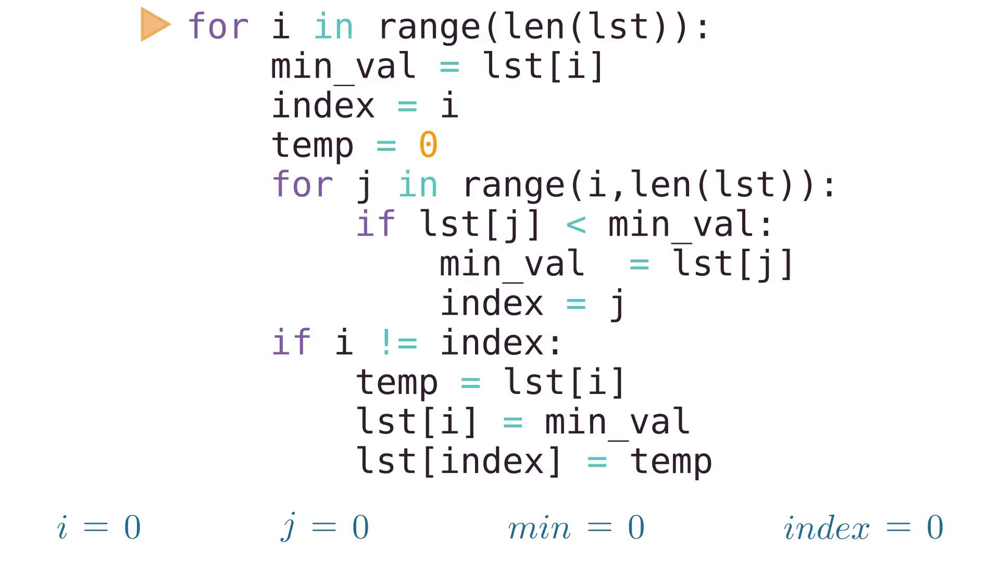 for i in range(len(lst)):
    min_val = lst[i]
    index = i
    temp = 0
    for j in range(i,len(lst)):
        if lst[j] < min_val:
            min_val  = lst[j]
            index = j
    if i != index:
        temp = lst[i]
        lst[i] = min_val
        lst[index] = temp
i = 0 j = 0 min = 0 index = 0